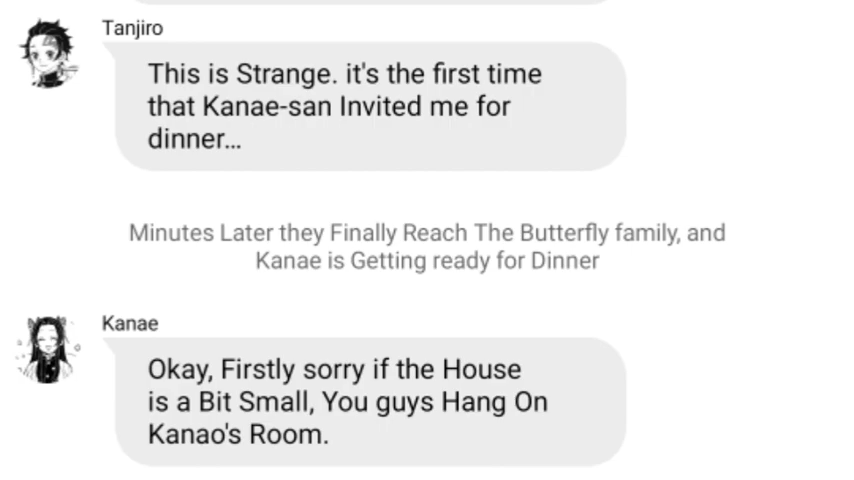 Tanjiro
This is Strange. it's the first time
that Kanae-san Invited me for
dinner...
Minutes Later they Finally Reach The Butterfly family, and
Kanae is Getting ready for Dinner
Kanae
Okay, Firstly sorry if the House
is a Bit Small, You guys Hang On
Kanao's Room.